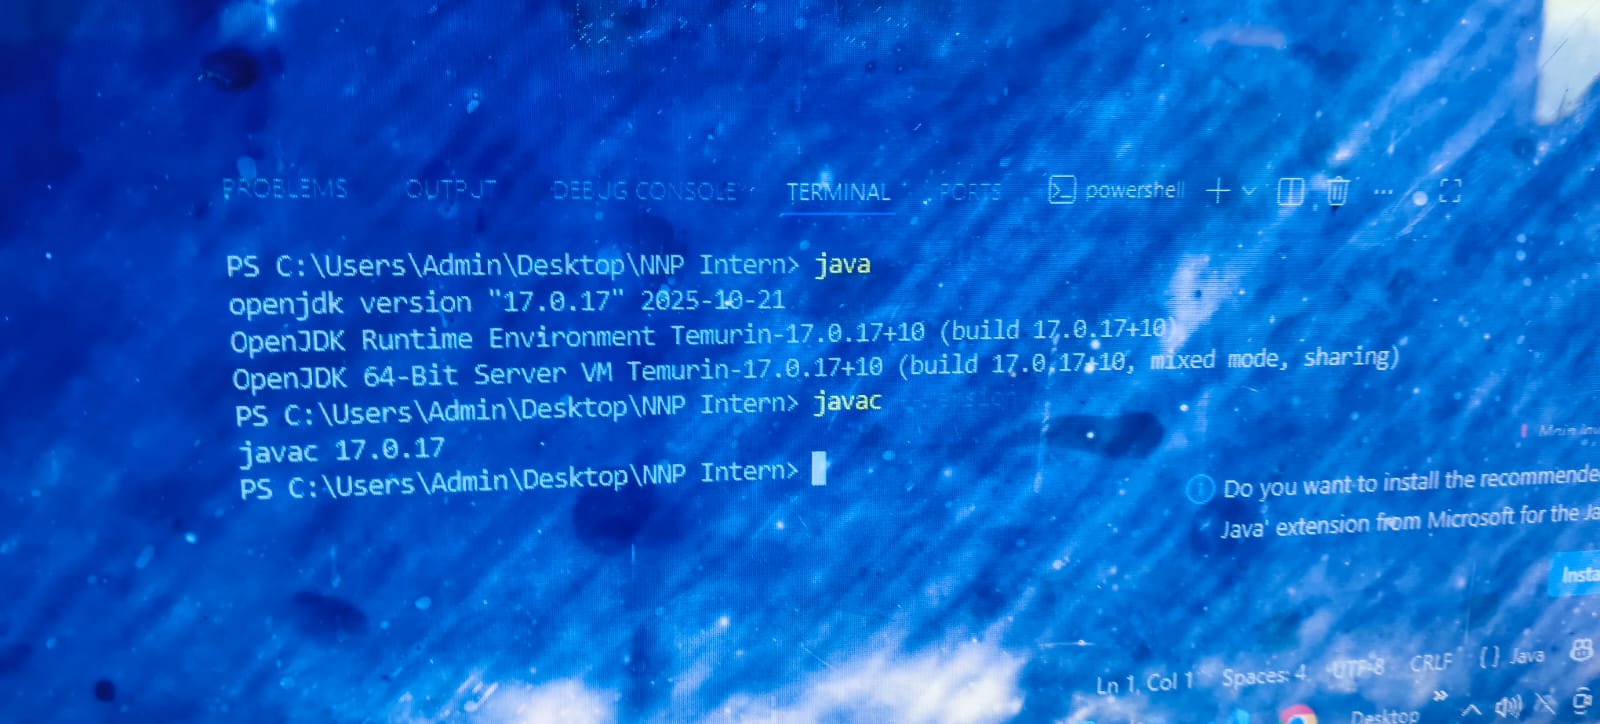 PROBLEMS OUTPUT DEBUG CONSOLE TERMINAL PORTS powershell
PS C:\Users\Admin\Desktop\NNP Intern> java
openjdk version "17.0.17" 2025-10-21
OpenJDK Runtime Environment Temurin-17.0.17+10 (build 17.0.17+10)
OpenJDK 64-Bit Server VM Temurin-17.0.17+10 (build 17.0.17+10, mixed mode, sharing)
PS C:\Users\Admin\Desktop\NNP Intern> javac
javac 17.0.17
PS C:\Users\Admin\Desktop\NNP Intern>
Do you want to install the recommende
Java' extension from Microsoft for the Ja
Insta
Ln 1, Col 1 Spaces: 4 UTF-8 CRLF {} Java
Desktop